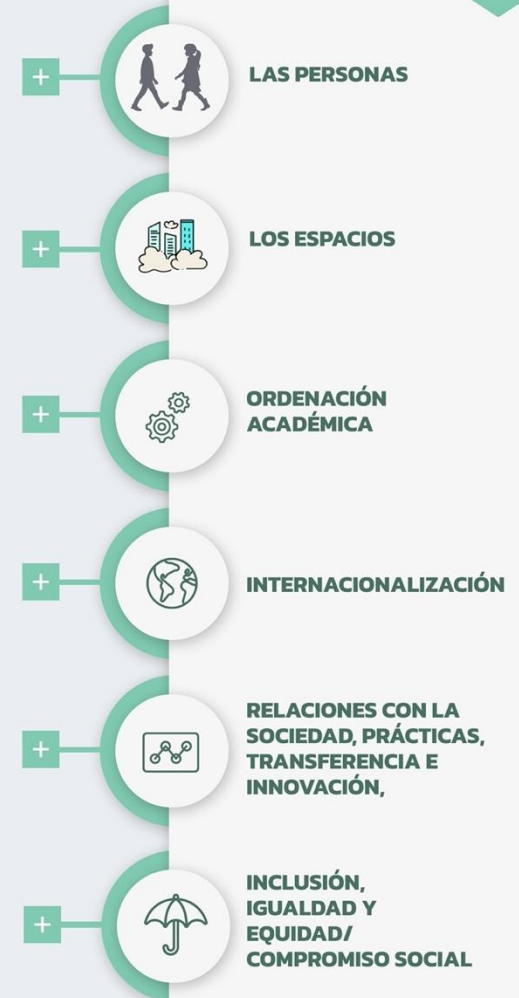 LAS PERSONAS
LOS ESPACIOS
ORDENACIÓN
ACADÉMICA
INTERNACIONALIZACIÓN
RELACIONES CON LA
SOCIEDAD, PRÁCTICAS,
TRANSFERENCIA E
INNOVACIÓN,
INCLUSIÓN,
IGUALDAD Y
EQUIDAD/
COMPROMISO SOCIAL